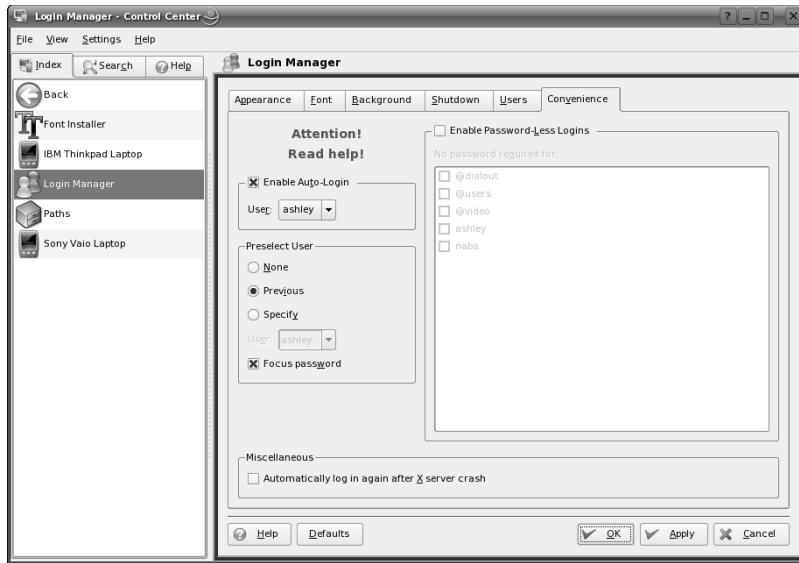 Login Manager - Control Center
File View Settings Help
Index Search Help
Login Manager
Back
Font Installer
IBM Thinkpad Laptop
Login Manager
Paths
Sony Vaio Laptop
Appearance Font Background Shutdown Users Convenience
Attention!
Read help!
Enable Auto-Login
User: ashley
Preselect User
None
Previous
Specify
User: ashley
Focus password
Enable Password-Less Logins
No password required for:
@dialout
@users
@video
ashley
naba
Miscellaneous
Automatically log in again after X server crash
Help Defaults OK Apply Cancel